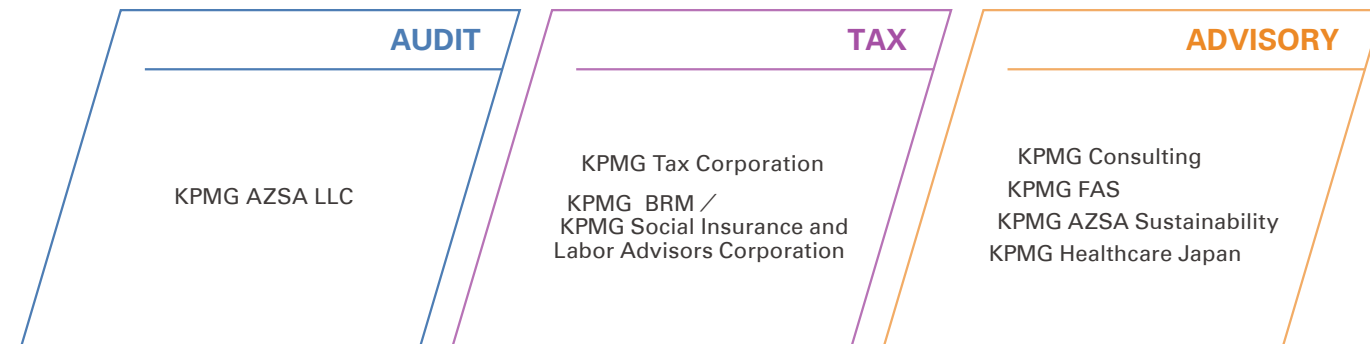 AUDIT
KPMG AZSA LLC
TAX
KPMG Tax Corporation
KPMG BRM ／
KPMG Social Insurance and
Labor Advisors Corporation
ADVISORY
KPMG Consulting
KPMG FAS
KPMG AZSA Sustainability
KPMG Healthcare Japan